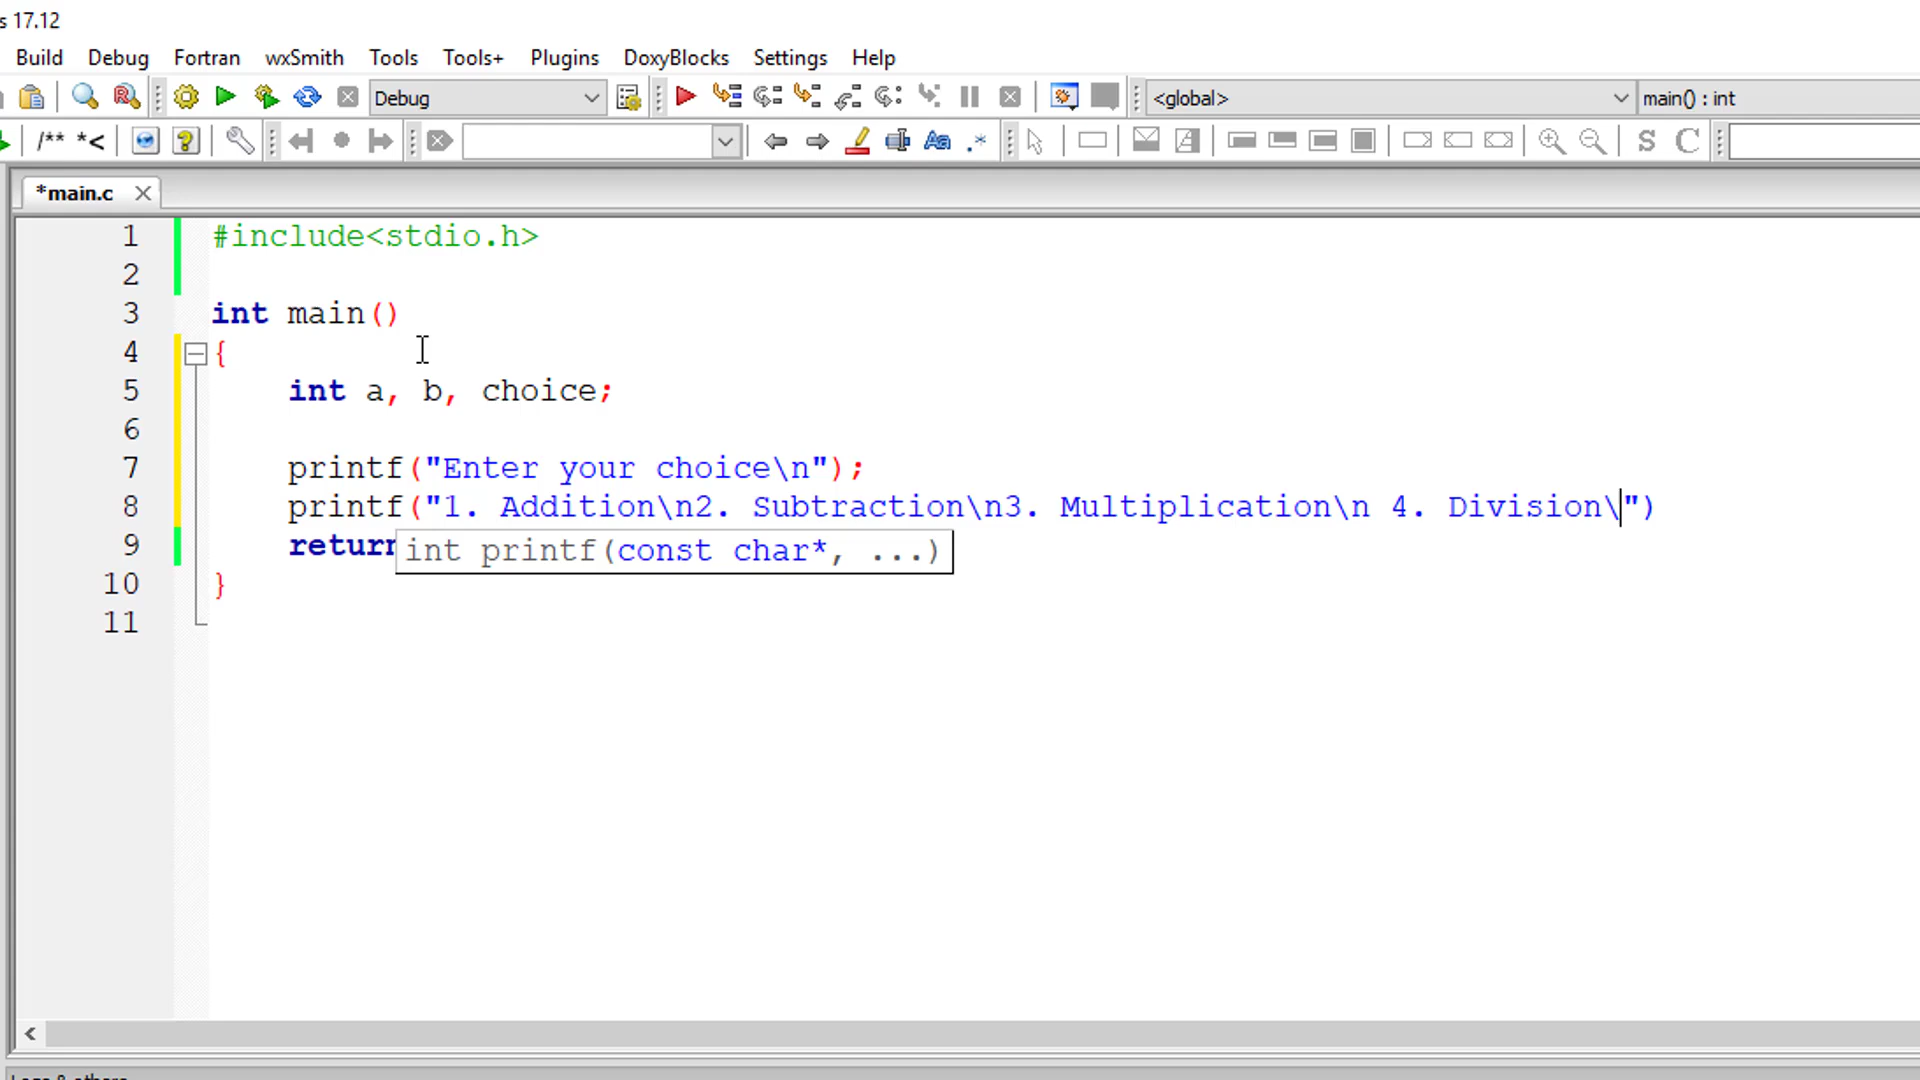 s 17.12
Build Debug Fortran wxSmith Tools Tools+ Plugins DoxyBlocks Settings Help
Debug <global> main() : int
/** *< Aa .* S C
*main.c
1 #include<stdio.h>
2
3 int main()
4 {
5 int a, b, choice;
6
7 printf("Enter your choice\n");
8 printf("1. Addition\n2. Subtraction\n3. Multiplication\n 4. Division\")
9 return
int printf(const char*, ...)
10 }
11